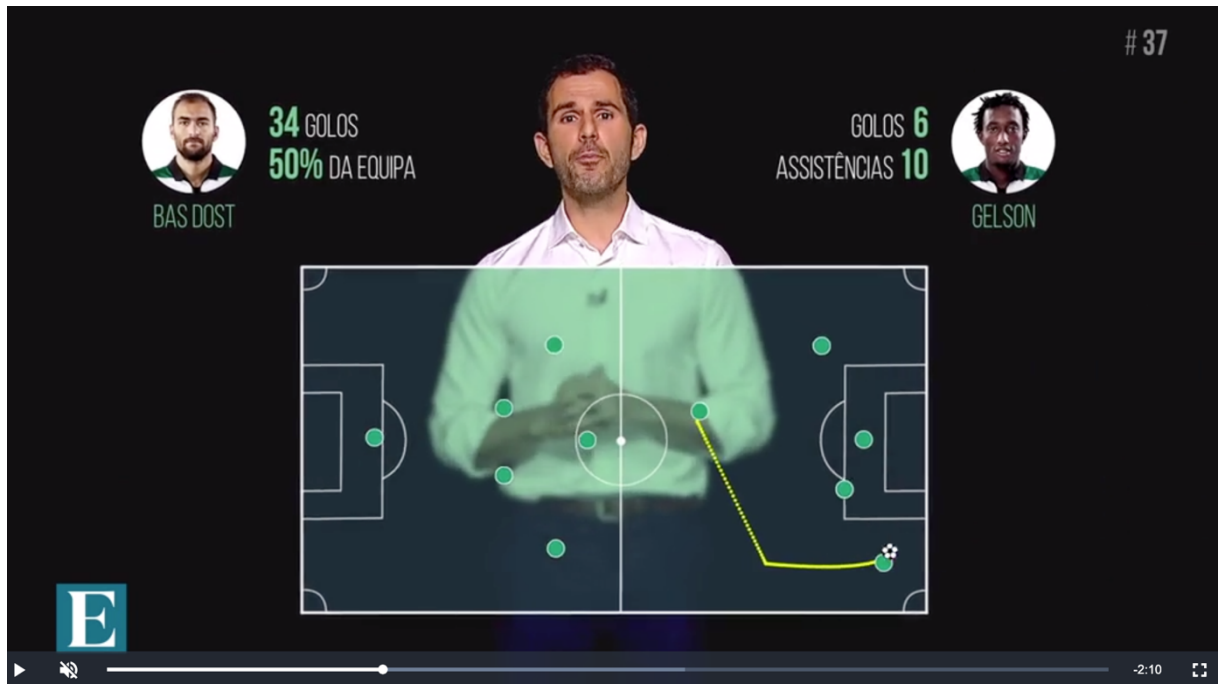 # 37
34 GOLOS
50% DA EQUIPA
BAS DOST
GOLOS 6
ASSISTÊNCIAS 10
GELSON
E
-2:10